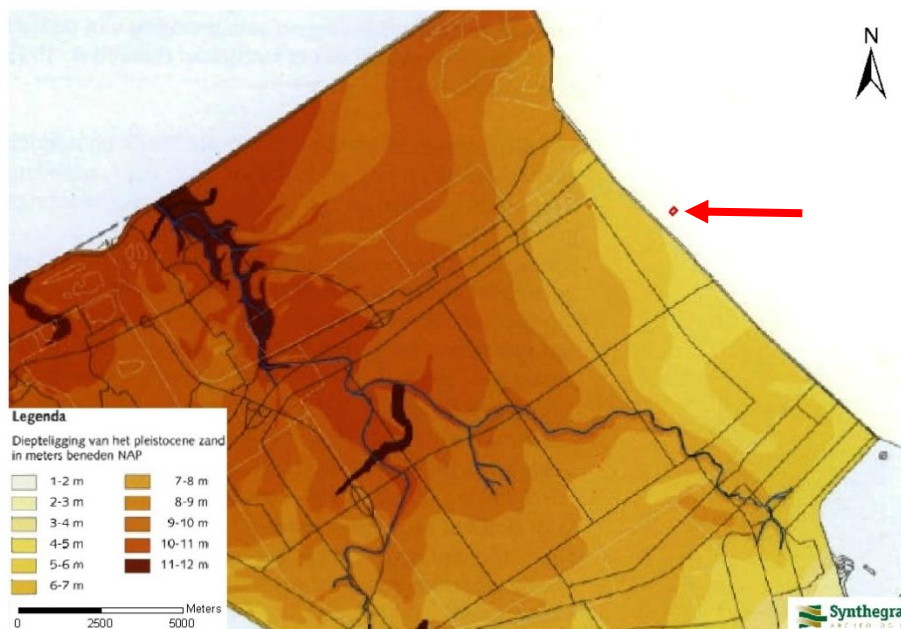 N
Legenda
Diepteligging van het pleistocene zand
in meters beneden NAP
1-2 m
2-3 m
3-4 m
4-5 m
5-6 m
6-7 m
7-8 m
8-9 m
9-10 m
10-11 m
11-12 m
Meters
0 2500 5000
Synthegra